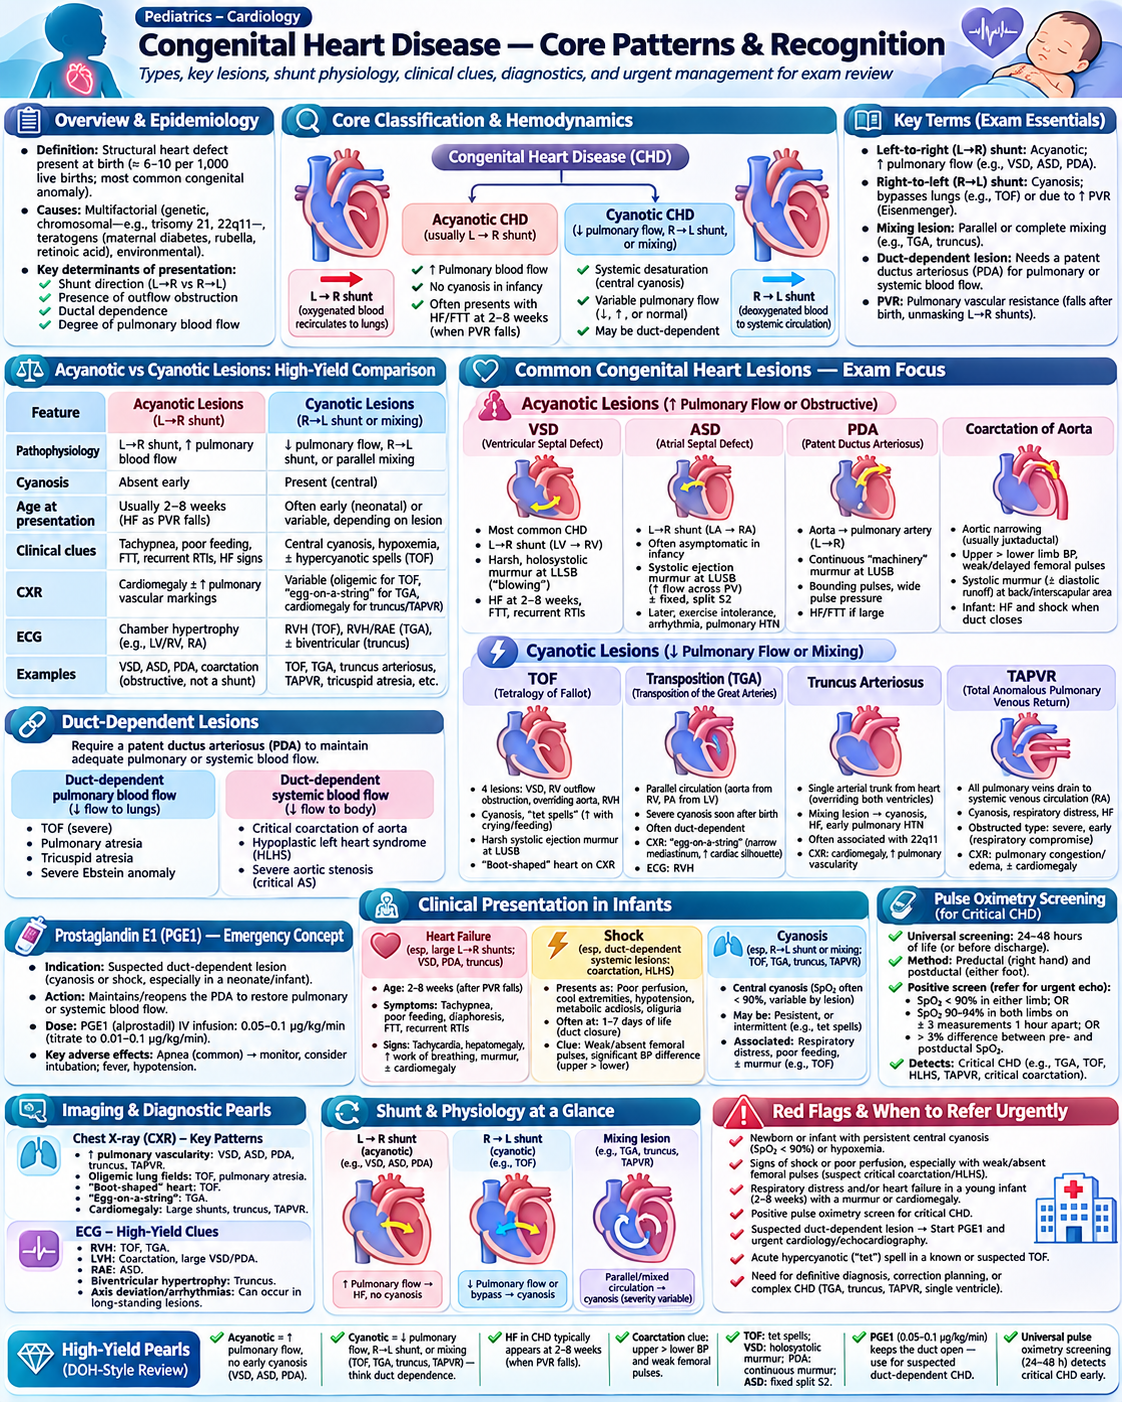 Pediatrics – Cardiology
Congenital Heart Disease — Core Patterns & Recognition
Types, key lesions, shunt physiology, clinical clues, diagnostics, and urgent management for exam review
Overview & Epidemiology
• Definition: Structural heart defect
present at birth (≈ 6–10 per 1,000
live births; most common congenital
anomaly).
• Causes: Multifactorial (genetic,
chromosomal—e.g., trisomy 21, 22q11—,
teratogens (maternal diabetes, rubella,
retinoic acid), environmental).
• Key determinants of presentation:
Shunt direction (L→R vs R→L)
Presence of outflow obstruction
Ductal dependence
Degree of pulmonary blood flow
Core Classification & Hemodynamics
Congenital Heart Disease (CHD)
Acyanotic CHD
(usually L → R shunt)
Cyanotic CHD
(↓ pulmonary flow, R→L shunt,
or mixing)
L → R shunt
(oxygenated blood
recirculates to lungs)
↑ Pulmonary blood flow
No cyanosis in infancy
Often presents with
HF/FTT at 2–8 weeks
(when PVR falls)
Systemic desaturation
(central cyanosis)
Variable pulmonary flow
(↓, ↑, or normal)
May be duct-dependent
R → L shunt
(deoxygenated blood
to systemic circulation)
Key Terms (Exam Essentials)
• Left-to-right (L→R) shunt: Acyanotic;
↑ pulmonary flow (e.g., VSD, ASD, PDA).
• Right-to-left (R→L) shunt: Cyanosis;
bypasses lungs (e.g., TOF) or due to ↑ PVR
(Eisenmenger).
• Mixing lesion: Parallel or complete mixing
(e.g., TGA, truncus).
• Duct-dependent lesion: Needs a patent
ductus arteriosus (PDA) for pulmonary or
systemic blood flow.
• PVR: Pulmonary vascular resistance (falls after
birth, unmasking L→R shunts).
Acyanotic vs Cyanotic Lesions: High-Yield Comparison
Feature
Acyanotic Lesions
(L→R shunt)
Cyanotic Lesions
(R→L shunt or mixing)
Pathophysiology
L→R shunt, ↑ pulmonary
blood flow
↓ pulmonary flow, R→L
shunt, or parallel mixing
Cyanosis
Absent early
Present (central)
Age at
presentation
Usually 2–8 weeks
(HF as PVR falls)
Often early (neonatal) or
variable, depending on lesion
Clinical clues
Tachypnea, poor feeding,
FTT, recurrent RTIs, HF signs
Central cyanosis, hypoxemia,
± hypercyanotic spells (TOF)
CXR
Cardiomegaly ± ↑ pulmonary
vascular markings
Variable (oligemic for TOF,
"egg-on-a-string" for TGA,
cardiomegaly for truncus/TAPVR)
ECG
Chamber hypertrophy
(e.g., LV/RV, RA)
RVH (TOF), RVH/RAE (TGA),
± biventricular (truncus)
Examples
VSD, ASD, PDA, coarctation
(obstructive, not a shunt)
TOF, TGA, truncus arteriosus,
TAPVR, tricuspid atresia, etc.
Common Congenital Heart Lesions — Exam Focus
Acyanotic Lesions (↑ Pulmonary Flow or Obstructive)
VSD
(Ventricular Septal Defect)
• Most common CHD
• L→R shunt (LV → RV)
• Harsh, holosystolic
murmur at LLSB
("blowing")
• HF at 2–8 weeks,
FTT, recurrent RTIs
ASD
(Atrial Septal Defect)
• L→R shunt (LA → RA)
• Often asymptomatic in
infancy
• Systolic ejection
murmur at LUSB
(↑ flow across PV)
± fixed, split S2
• Later, exercise intolerance,
arrhythmia, pulmonary HTN
PDA
(Patent Ductus Arteriosus)
• Aorta → pulmonary artery
(L→R)
• Continuous "machinery"
murmur at LUSB
• Bounding pulses, wide
pulse pressure
• HF/FTT if large
Coarctation of Aorta
• Aortic narrowing
(usually juxtaductal)
• Upper > lower limb BP,
weak/delayed femoral pulses
• Systolic murmur (± diastolic
runoff) at back/interscapular area
• Infant: HF and shock when
duct closes
Cyanotic Lesions (↓ Pulmonary Flow or Mixing)
TOF
(Tetralogy of Fallot)
• 4 lesions: VSD, RV outflow
obstruction, overriding aorta, RVH
• Cyanosis, "tet spells" (↑ with
crying/feeding)
• Harsh systolic ejection murmur
at LUSB
• "Boot-shaped" heart on CXR
Transposition (TGA)
(Transposition of the Great Arteries)
• Parallel circulation (aorta from
RV, PA from LV)
• Severe cyanosis soon after birth
• Often duct-dependent
• CXR: "egg-on-a-string" (narrow
mediastinum, ↑ cardiac silhouette)
• ECG: RVH
Truncus Arteriosus
• Single arterial trunk from heart
(overriding both ventricles)
• Mixing lesion → cyanosis,
HF, early pulmonary HTN
• Often associated with 22q11
• CXR: cardiomegaly, ↑ pulmonary
vascularity
TAPVR
(Total Anomalous Pulmonary
Venous Return)
• All pulmonary veins drain to
systemic venous circulation (RA)
• Cyanosis, respiratory distress, HF
• Obstructed type: severe, early
(respiratory compromise)
• CXR: pulmonary congestion/
edema, ± cardiomegaly
Duct-Dependent Lesions
Require a patent ductus arteriosus (PDA) to maintain
adequate pulmonary or systemic blood flow.
Duct-dependent
pulmonary blood flow
(↓ flow to lungs)
• TOF (severe)
• Pulmonary atresia
• Tricuspid atresia
• Severe Ebstein anomaly
Duct-dependent
systemic blood flow
(↓ flow to body)
• Critical coarctation of aorta
• Hypoplastic left heart syndrome
(HLHS)
• Severe aortic stenosis
(critical AS)
Prostaglandin E1 (PGE1) — Emergency Concept
• Indication: Suspected duct-dependent lesion
(cyanosis or shock, especially in a neonate/infant).
• Action: Maintains/reopens the PDA to restore pulmonary
or systemic blood flow.
• Dose: PGE1 (alprostadil) IV infusion: 0.05–0.1 µg/kg/min
(titrate to 0.01–0.1 µg/kg/min).
• Key adverse effects: Apnea (common) → monitor, consider
intubation; fever, hypotension.
Clinical Presentation in Infants
Heart Failure
(esp, large L→R shunts;
VSD, PDA, truncus)
• Age: 2–8 weeks (after PVR falls)
• Symptoms: Tachypnea,
poor feeding, diaphoresis,
FTT, recurrent RTIs
• Signs: Tachycardia, hepatomegaly,
↑ work of breathing, murmur,
± cardiomegaly
Shock
(esp, duct-dependent
systemic lesions:
coarctation, HLHS)
• Presents as: Poor perfusion,
cool extremities, hypotension,
metabolic acdiosis, oliguria
• Often at: 1–7 days of life
(duct closure)
• Clue: Weak/absent femoral
pulses, significant BP difference
(upper > lower)
Cyanosis
(esp, R→L shunt or mixing;
TOF, TGA, truncus, TAPVR)
• Central cyanosis (SpO₂ often
< 90%, variable by lesion)
• May be: Pesistent, or
intermittent (e.g., tet spells)
• Associated: Respiratory
distress, poor feeding,
± murmur (e.g., TOF)
Pulse Oximetry Screening
(for Critical CHD)
Universal screening: 24–48 hours
of life (or before discharge).
Method: Preductal (right hand) and
postductal (either foot).
Positive screen (refer for urgent echo):
• SpO₂ < 90% in either limb; OR
• SpO₂ 90–94% in both limbs on
± 3 measurements 1 hour apart; OR
• > 3% difference between pre- and
postductal SpO₂.
Detects: Critical CHD (e.g., TGA, TOF,
HLHS, TAPVR, critical coarctation).
Imaging & Diagnostic Pearls
Chest X-ray (CXR) – Key Patterns
• ↑ pulmonary vascularity: VSD, ASD, PDA,
truncus, TAPVR.
• Oligemic lung fields: TOF, pulmonary atresia.
• "Boot-shaped" heart: TOF.
• "Egg-on-a-string": TGA.
• Cardiomegaly: Large shunts, truncus, TAPVR.
ECG – High-Yield Clues
• RVH: TOF, TGA.
• LVH: Coarctation, large VSD/PDA.
• RAE: ASD.
• Biventricular hypertrophy: Truncus.
• Axis deviation/arrhythmias: Can occur in
long-standing lesions.
Shunt & Physiology at a Glance
L → R shunt
(acyanotic)
(e.g., VSD, ASD, PDA)
↑ Pulmonary flow →
HF, no cyanosis
R → L shunt
(cyanotic)
(e.g., TOF)
↓ Pulmonary flow or
bypass → cyanosis
Mixing lesion
(e.g., TGA, truncus,
TAPVR)
Parallel/mixed
circulation →
cyanosis (severity variable)
Red Flags & When to Refer Urgently
Newborn or infant with persistent central cyanosis
(SpO₂ < 90%) or hypoxemia.
Signs of shock or poor perfusion, especially with weak/absent
femoral pulses (suspect critical coarctation/HLHS).
Respiratory distress and/or heart failure in a young infant
(2–8 weeks) with a murmur or cardiomegaly.
Positive pulse oximetry screen for critical CHD.
Suspected duct-dependent lesion → Start PGE1 and
urgent cardiology/echocardiography.
Acute hypercyanotic ("tet") spell in a known or suspected TOF.
Need for definitive diagnosis, correction planning, or
complex CHD (TGA, truncus, TAPVR, single ventricle).
High-Yield Pearls
(DOH-Style Review)
Acyanotic = ↑
pulmonary flow,
no early cyanosis
(VSD, ASD, PDA).
Cyanotic = ↓ pulmonary
flow, R→L shunt, or mixing
(TOF, TGA, truncus, TAPVR) —
think duct dependence.
HF in CHD typically
appears at 2–8 weeks
(when PVR falls).
Coarctation clue:
upper > lower BP
and weak femoral
pulses.
TOF: tet spells;
VSD: holosystolic
murmur; PDA:
continuous murmur;
ASD: fixed split S2.
PGE1 (0.05–0.1 µg/kg/min)
keeps the duct open —
use for suspected
duct-dependent CHD.
Universal pulse
oximetry screening
(24–48 h) detects
critical CHD early.